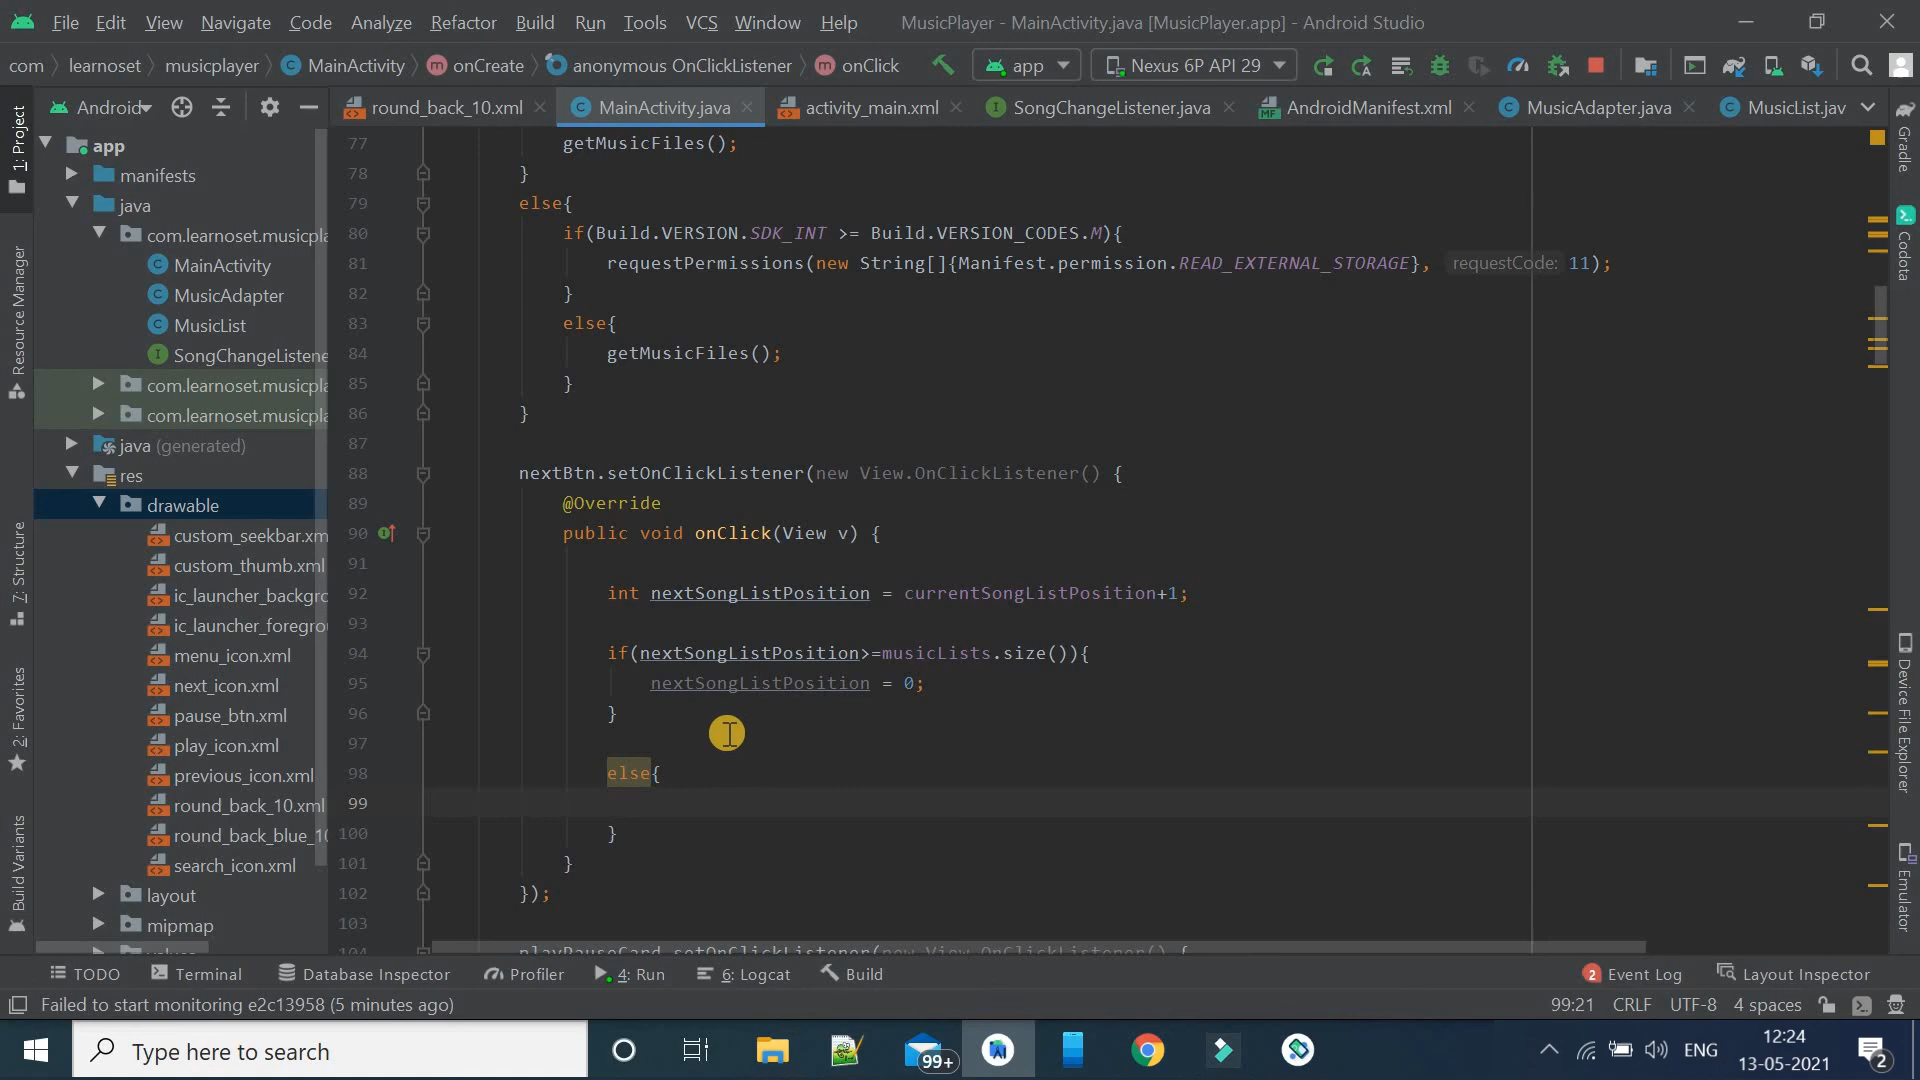 File Edit View Navigate Code Analyze Refactor Build Run Tools VCS Window Help MusicPlayer - MainActivity.java [MusicPlayer.app] - Android Studio
com learnoset musicplayer MainActivity onCreate anonymous OnClickListener onClick app Nexus 6P API 29
Android round_back_10.xml MainActivity.java activity_main.xml SongChangeListener.java AndroidManifest.xml MusicAdapter.java MusicList.jav
1: Project
Resource Manager
7: Structure
2: Favorites
Build Variants
app
manifests
java
com.learnoset.musicpla
MainActivity
MusicAdapter
MusicList
SongChangeListene
com.learnoset.musicpla
com.learnoset.musicpla
java (generated)
res
drawable
custom_seekbar.xm
custom_thumb.xml
ic_launcher_backgro
ic_launcher_foregrou
menu_icon.xml
next_icon.xml
pause_btn.xml
play_icon.xml
previous_icon.xml
round_back_10.xml
round_back_blue_10
search_icon.xml
layout
mipmap
77 getMusicFiles();
78 }
79 else{
80 if(Build.VERSION.SDK_INT >= Build.VERSION_CODES.M){
81 requestPermissions(new String[]{Manifest.permission.READ_EXTERNAL_STORAGE}, requestCode: 11);
82 }
83 else{
84 getMusicFiles();
85 }
86 }
87
88 nextBtn.setOnClickListener(new View.OnClickListener() {
89 @Override
90 public void onClick(View v) {
91
92 int nextSongListPosition = currentSongListPosition+1;
93
94 if(nextSongListPosition>=musicLists.size()){
95 nextSongListPosition = 0;
96 }
97
98 else{
99
100 }
101 }
102 });
103
104 playPauseCard.setOnClickListener(new View.OnClickListener() {
Gradle
Codota
Device File Explorer
Emulator
TODO Terminal Database Inspector Profiler 4: Run 6: Logcat Build 2 Event Log Layout Inspector
Failed to start monitoring e2c13958 (5 minutes ago) 99:21 CRLF UTF-8 4 spaces
Type here to search 99+ ENG 12:24
13-05-2021 2